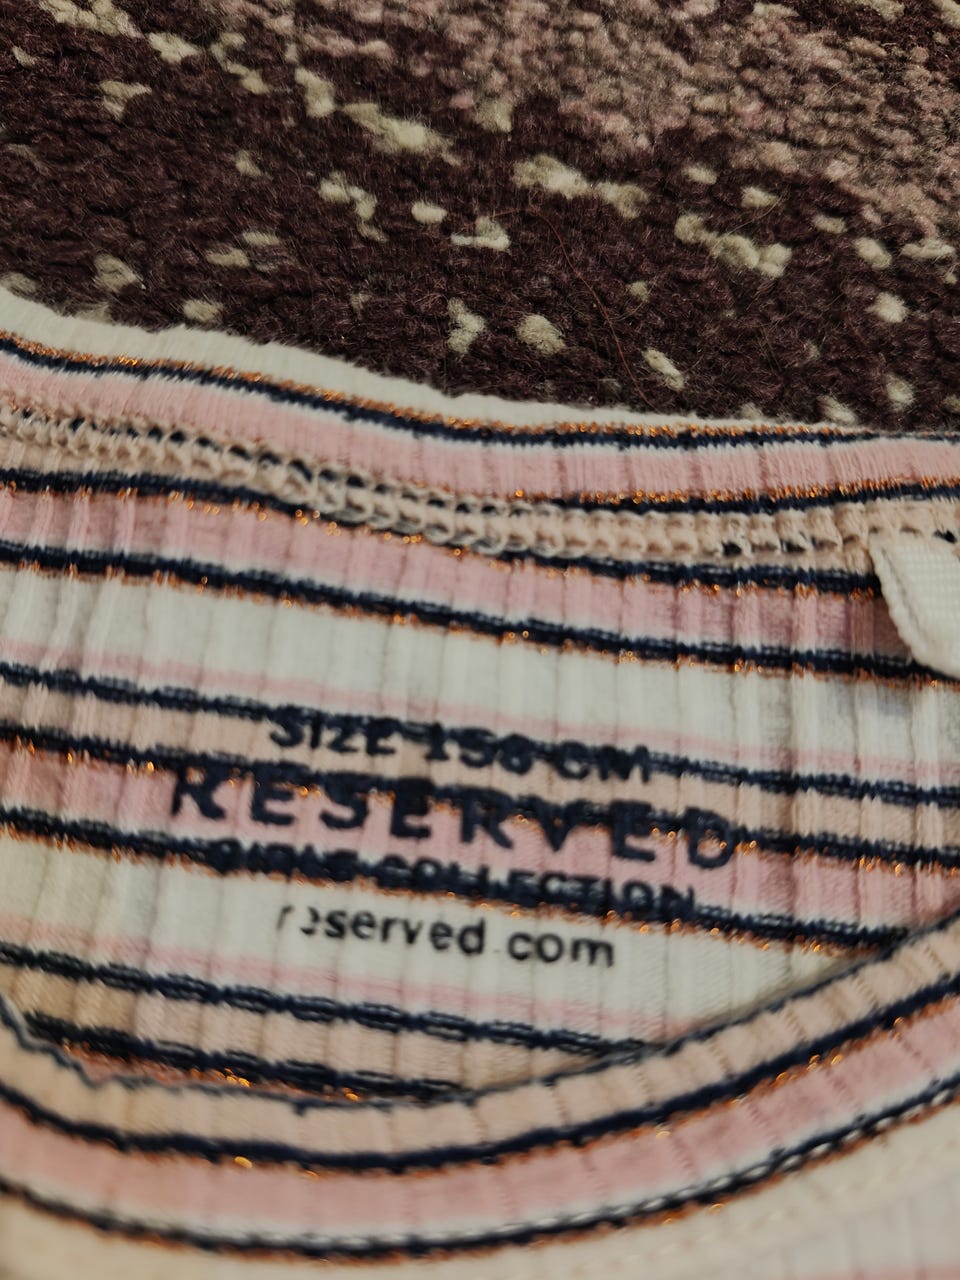 SIZE 158 CM
RESERVED
GIRLS COLLECTION
reserved.com